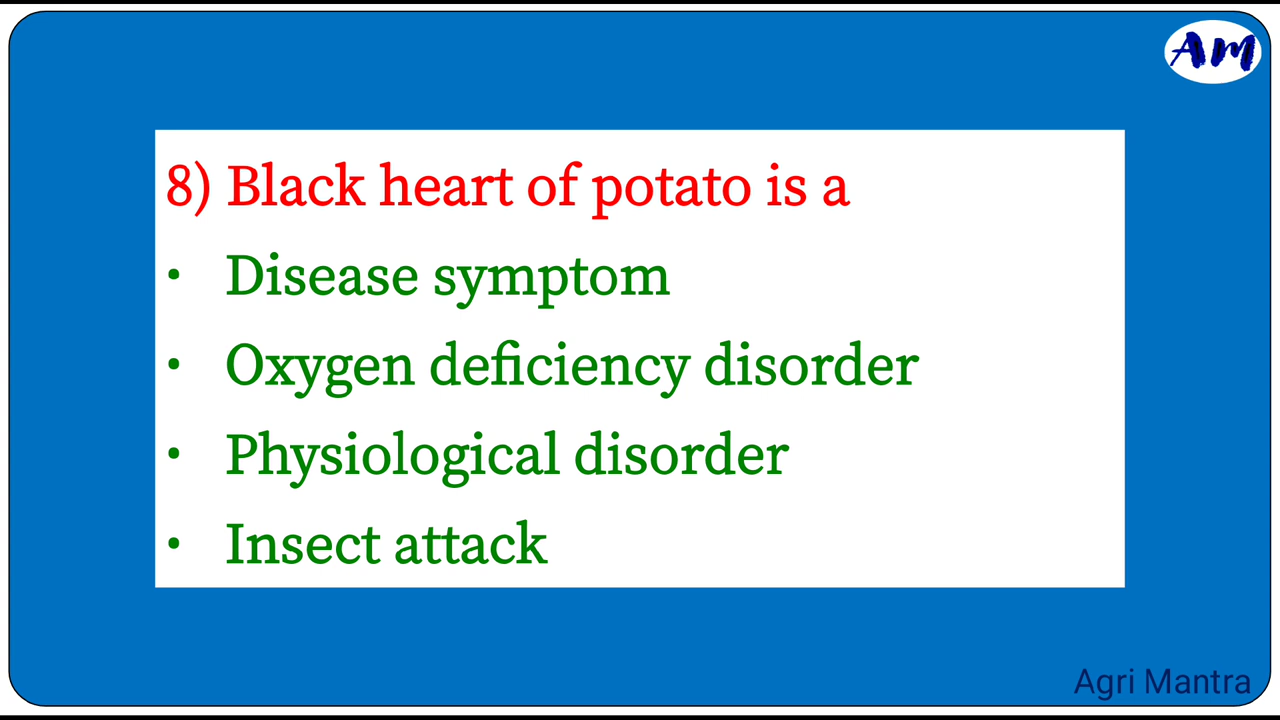 AM
8) Black heart of potato is a
• Disease symptom
• Oxygen deficiency disorder
• Physiological disorder
• Insect attack
Agri Mantra